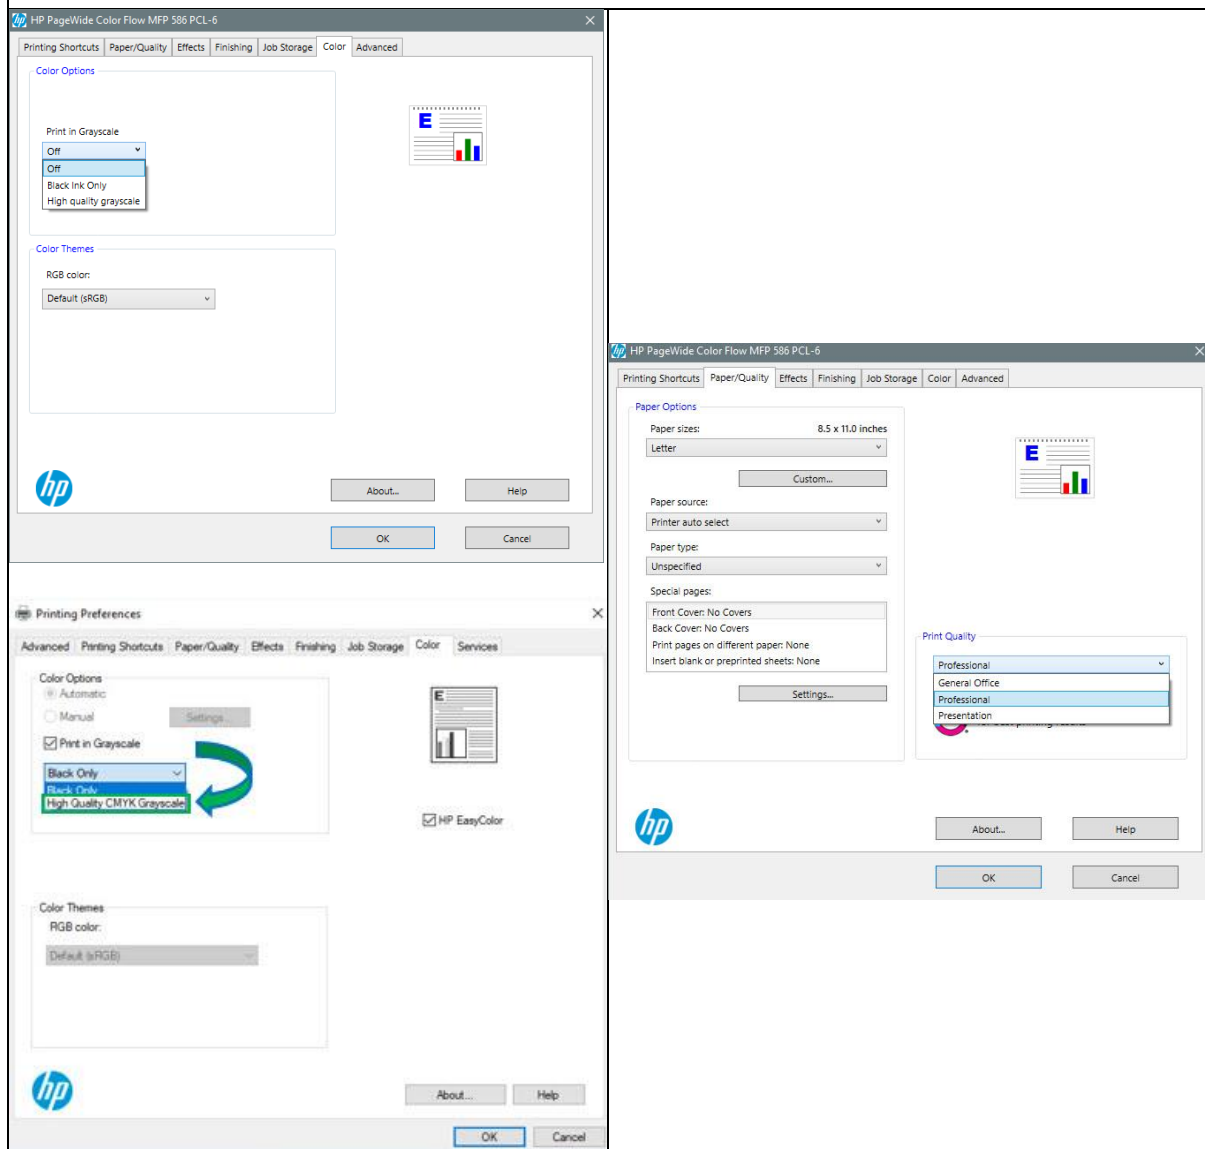 HP PageWide Color Flow MFP 586 PCL-6
Printing Shortcuts Paper/Quality Effects Finishing Job Storage Color Advanced
Color Options
E
Print in Grayscale
Off
Off
Black Ink Only
High quality grayscale
Color Themes
RGB color:
Default (sRGB)
hp
About... Help
OK Cancel
Printing Preferences
Advanced Printing Shortcuts Paper/Quality Effects Finishing Job Storage Color Services
Color Options
Automatic
Manual Settings...
E
Print in Grayscale
Black Only
Black Only
High Quality CMYK Grayscale
HP EasyColor
Color Themes
RGB color:
Default (sRGB)
hp
About... Help
OK Cancel
HP PageWide Color Flow MFP 586 PCL-6
Printing Shortcuts Paper/Quality Effects Finishing Job Storage Color Advanced
Paper Options
Paper sizes: 8.5 x 11.0 inches
Letter
E
Custom...
Paper source:
Printer auto select
Paper type:
Unspecified
Special pages:
Front Cover: No Covers
Back Cover: No Covers
Print pages on different paper: None
Insert blank or preprinted sheets: None
Settings...
Print Quality
Professional
General Office
Professional
Presentation
hp
About... Help
OK Cancel